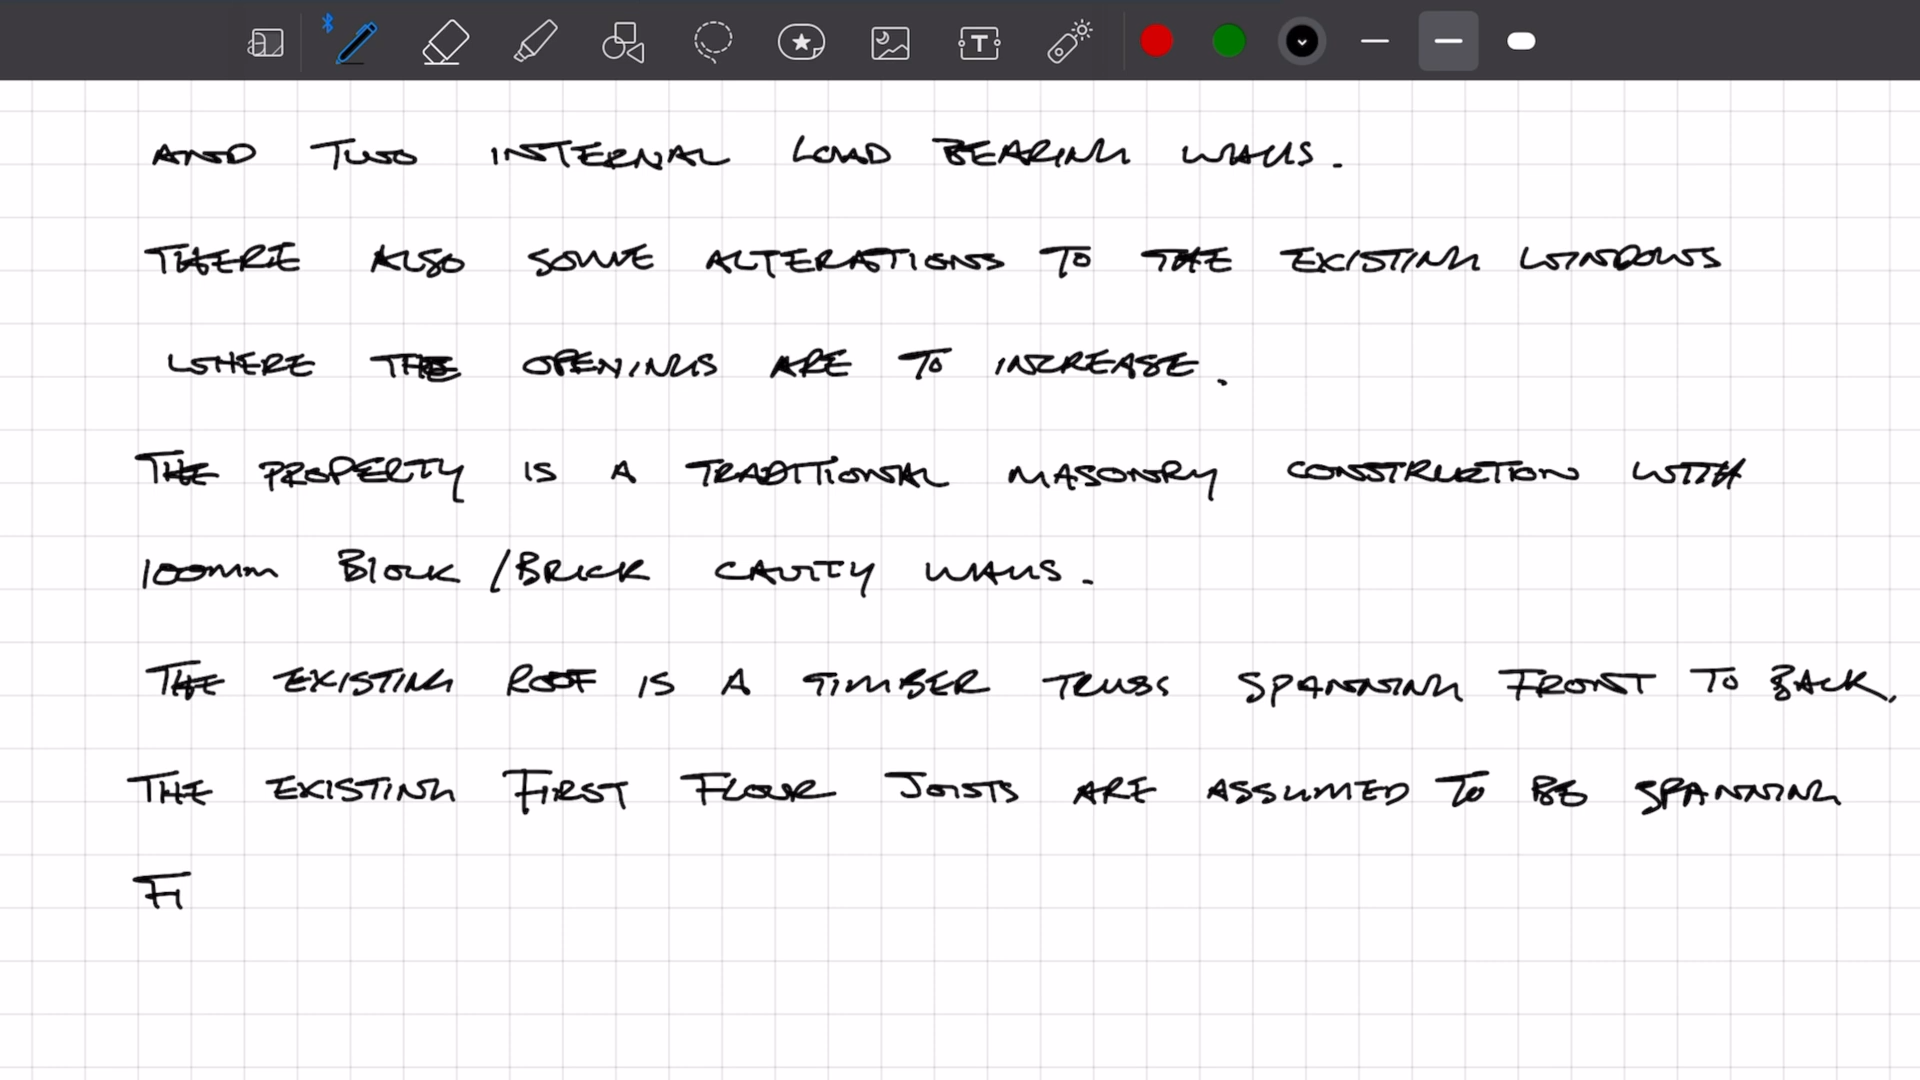 AND TWO INTERNAL LOAD BEARING WALLS.
THERE ALSO SOME ALTERATIONS TO THE EXISTING WINDOWS
WHERE THE OPENINGS ARE TO INCREASE.
THE PROPERTY IS A TRADITIONAL MASONRY CONSTRUCTION WITH
100mm BLOCK/BRICK CAVITY WALLS.
THE EXISTING ROOF IS A TIMBER TRUSS SPANNING FRONT TO BACK.
THE EXISTING FIRST FLOOR JOISTS ARE ASSUMED TO BE SPANNING
FI